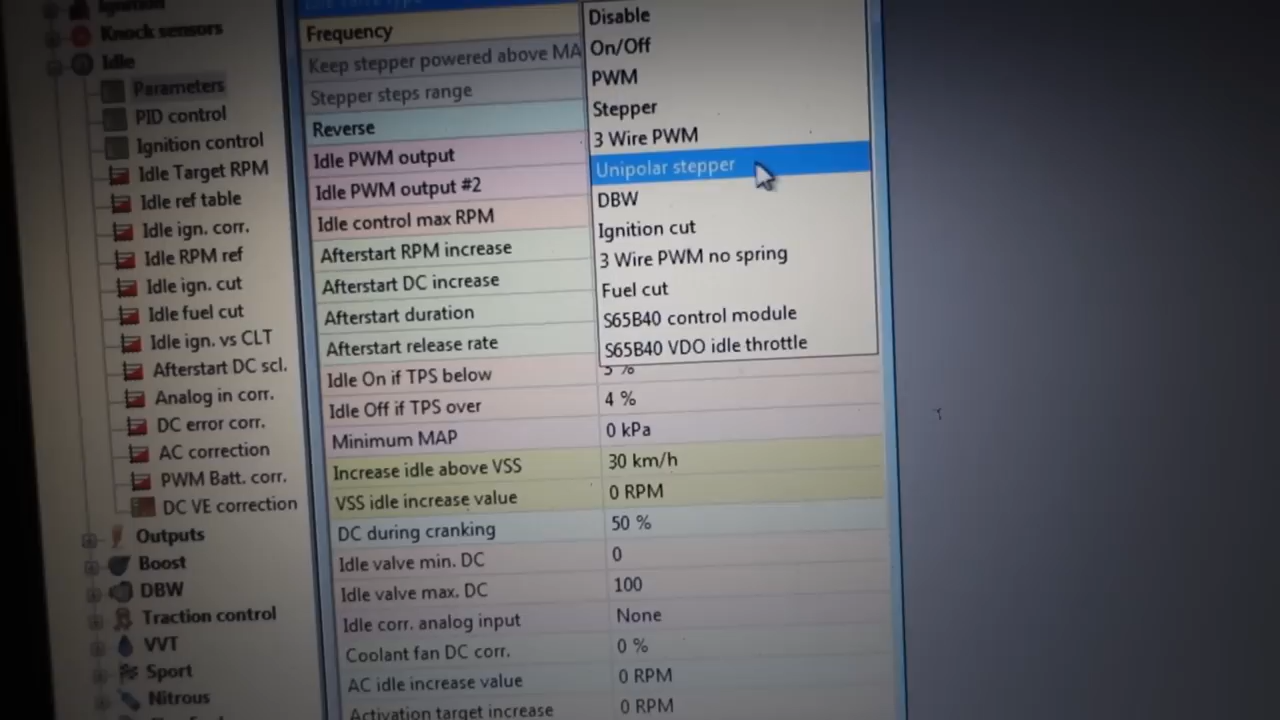 Ignition
Knock sensors
Idle
Parameters
PID control
Ignition control
Idle Target RPM
Idle ref table
Idle ign. corr.
Idle RPM ref
Idle ign. cut
Idle fuel cut
Idle ign. vs CLT
Afterstart DC scl.
Analog in corr.
DC error corr.
AC correction
PWM Batt. corr.
DC VE correction
Outputs
Boost
DBW
Traction control
VVT
Sport
Nitrous
Frequency
Keep stepper powered above MA
Stepper steps range
Reverse
Idle PWM output
Idle PWM output #2
Idle control max RPM
Afterstart RPM increase
Afterstart DC increase
Afterstart duration
Afterstart release rate
Idle On if TPS below
Idle Off if TPS over 4 %
Minimum MAP 0 kPa
Increase idle above VSS 30 km/h
VSS idle increase value 0 RPM
DC during cranking 50 %
Idle valve min. DC 0
Idle valve max. DC 100
Idle corr. analog input None
Coolant fan DC corr. 0 %
AC idle increase value 0 RPM
Activation target increase 0 RPM
Disable
On/Off
PWM
Stepper
3 Wire PWM
Unipolar stepper
DBW
Ignition cut
3 Wire PWM no spring
Fuel cut
S65B40 control module
S65B40 VDO idle throttle